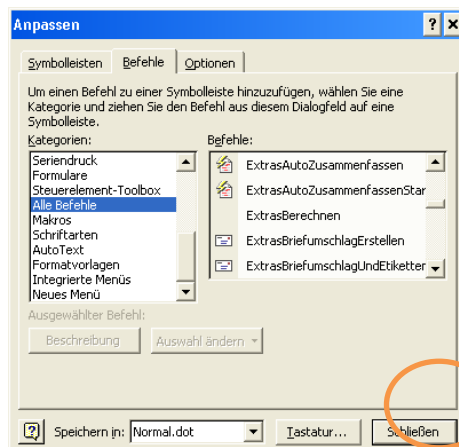 Anpassen
Symbolleisten Befehle Optionen
Um einen Befehl zu einer Symbolleiste hinzuzufügen, wählen Sie eine
Kategorie und ziehen Sie den Befehl aus diesem Dialogfeld auf eine
Symbolleiste.
Kategorien: Befehle:
Seriendruck
Formulare
Steuerelement-Toolbox
Alle Befehle
Makros
Schriftarten
AutoText
Formatvorlagen
Integrierte Menüs
Neues Menü
ExtrasAutoZusammenfassen
ExtrasAutoZusammenfassenStar
ExtrasBerechnen
ExtrasBriefumschlagErstellen
ExtrasBriefumschlagUndEtiketter
Ausgewählter Befehl:
Beschreibung Auswahl ändern
Speichern in: Normal.dot Tastatur... Schließen